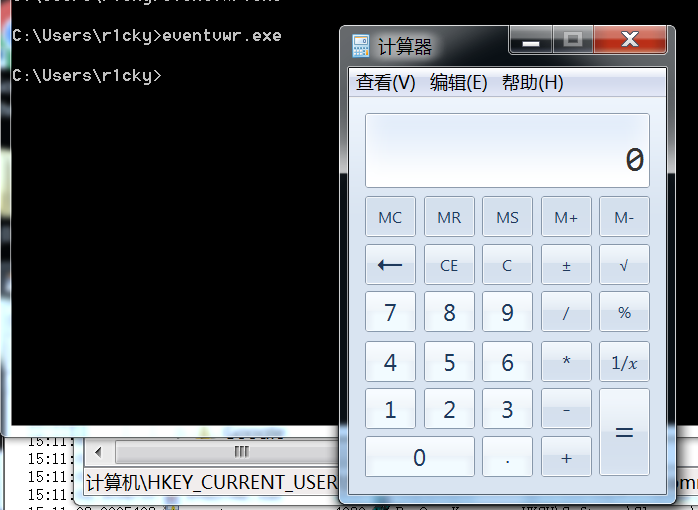 C:\Users\r1cky>eventvwr.exe
C:\Users\r1cky>
计算器
查看(V) 编辑(E) 帮助(H)
0
MC MR MS M+ M-
← CE C ± √
7 8 9 / %
4 5 6 * 1/x
1 2 3 - =
0 . +
15:11:
15:11:
15:11:
计算机\HKEY_CURRENT_USER
15:11: